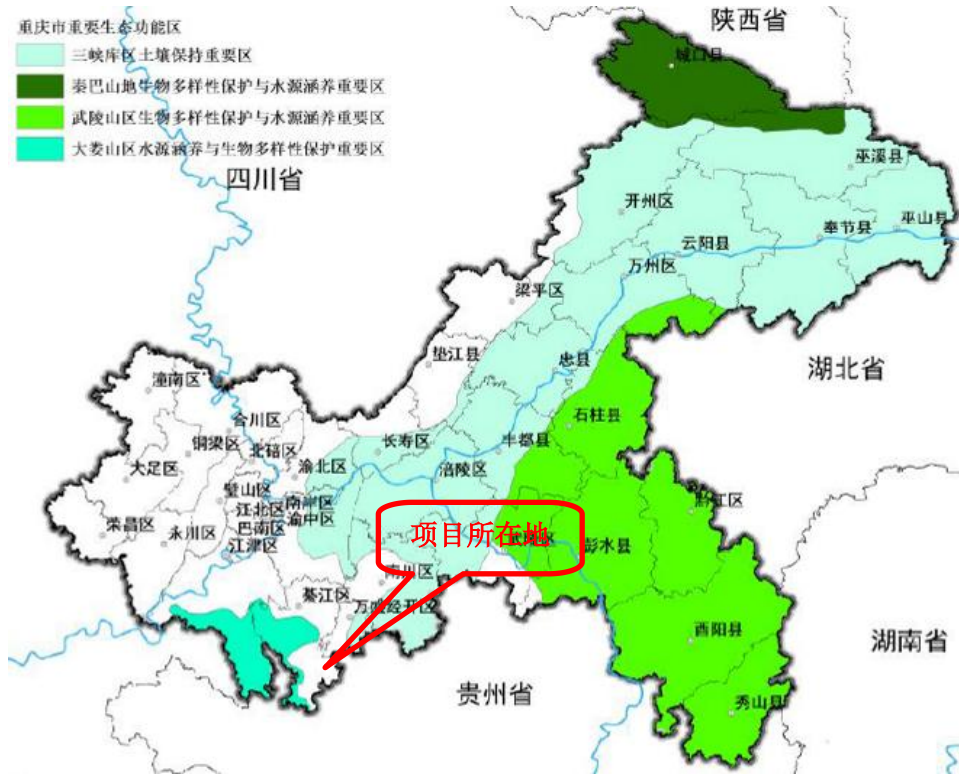 重庆市重要生态功能区
三峡库区土壤保持重要区
秦巴山地生物多样性保护与水源涵养重要区
武陵山区生物多样性保护与水源涵养重要区
大娄山区水源涵养与生物多样性保护重要区
陕西省
城口县
四川省
巫溪县
开州区
巫山县
奉节县
云阳县
万州区
梁平区
忠县
垫江县
湖北省
潼南区
石柱县
合川区
丰都县
长寿区
铜梁区
北碚区
涪陵区
渝北区
大足区
璧山区
黔江区
江北区
南岸区
渝中区
荣昌区
永川区
巴南区
江津区
项目所在地
彭水县
南川区
綦江区
万盛经开区
酉阳县
湖南省
贵州省
秀山县